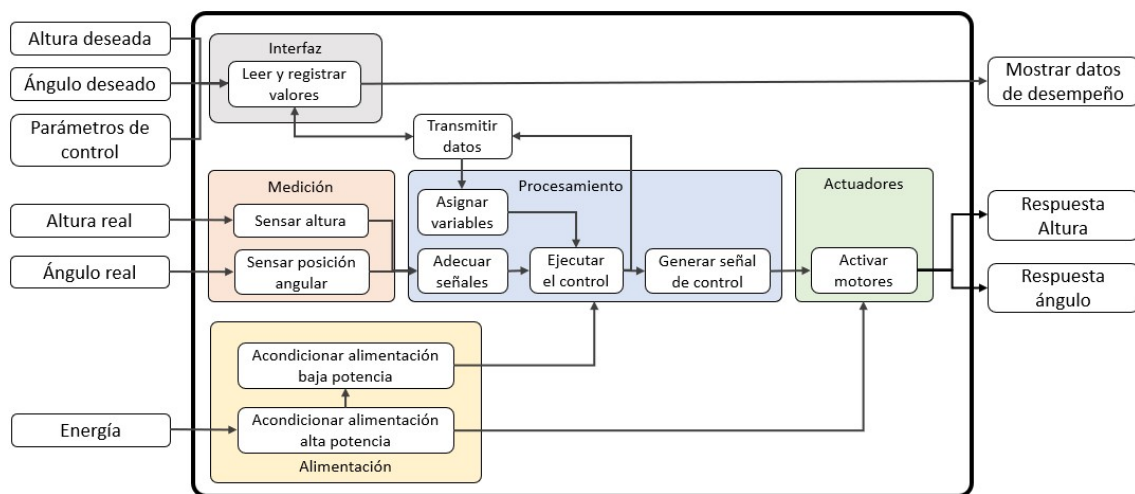 Altura deseada
Ángulo deseado
Parámetros de
control
Altura real
Ángulo real
Energía
Interfaz
Leer y registrar
valores
Transmitir
datos
Medición
Sensar altura
Sensar posición
angular
Procesamiento
Asignar
variables
Adecuar
señales
Ejecutar
el control
Generar señal
de control
Actuadores
Activar
motores
Acondicionar alimentación
baja potencia
Acondicionar alimentación
alta potencia
Alimentación
Mostrar datos
de desempeño
Respuesta
Altura
Respuesta
ángulo